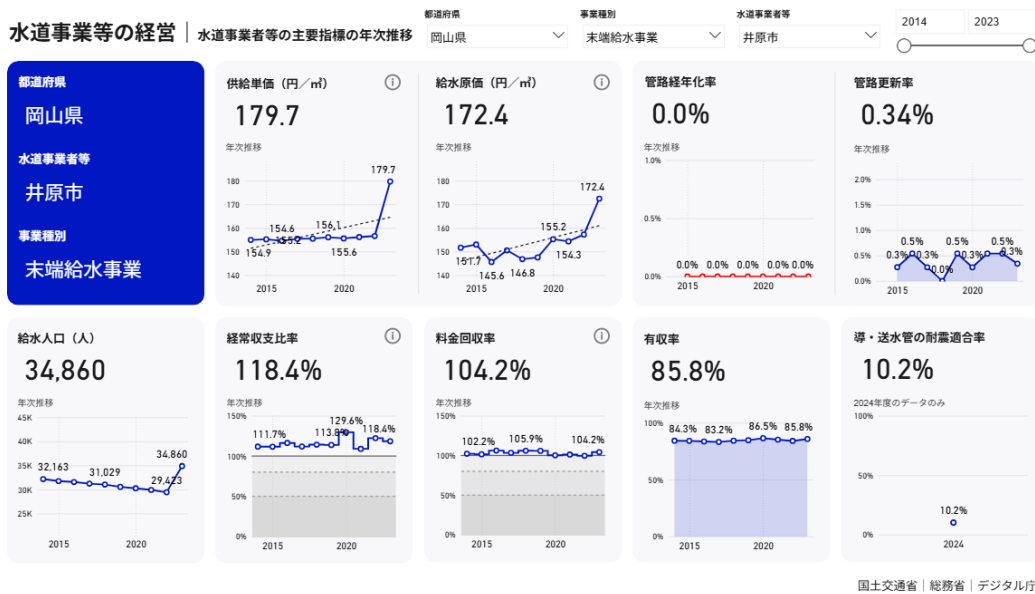 水道事業等の経営｜水道事業者等の主要指標の年次推移
都道府県
岡山県
事業種別
末端給水事業
水道事業者等
井原市
2014
2023
都道府県
岡山県
水道事業者等
井原市
事業種別
末端給水事業
供給単価（円／㎥）
179.7
年次推移
180
170
160
150
140
154.9
154.6
155.2
156.1
155.6
179.7
2015
2020
給水原価（円／㎥）
172.4
年次推移
180
170
160
150
140
151.7
145.6
146.8
155.2
154.3
172.4
2015
2020
管路経年化率
0.0%
年次推移
1.0%
0.5%
0.0%
0.0% 0.0% 0.0% 0.0% 0.0%
2015
2020
管路更新率
0.34%
年次推移
2.0%
1.5%
1.0%
0.5%
0.0%
0.3%
0.5%
0.3%
0.0%
0.5%
0.3%
0.5%
0.3%
2015
2020
給水人口（人）
34,860
年次推移
45K
40K
35K
30K
25K
32,163
31,029
29,423
34,860
2015
2020
経常収支比率
118.4%
年次推移
150%
100%
50%
0%
111.7%
113.8%
129.6%
118.4%
2015
2020
料金回収率
104.2%
年次推移
150%
100%
50%
0%
102.2%
105.9%
104.2%
2015
2020
有収率
85.8%
年次推移
100%
50%
0%
84.3%
83.2%
86.5%
85.8%
2015
2020
導・送水管の耐震適合率
10.2%
2024年度のデータのみ
100%
50%
0%
10.2%
2024
国土交通省｜総務省｜デジタル庁